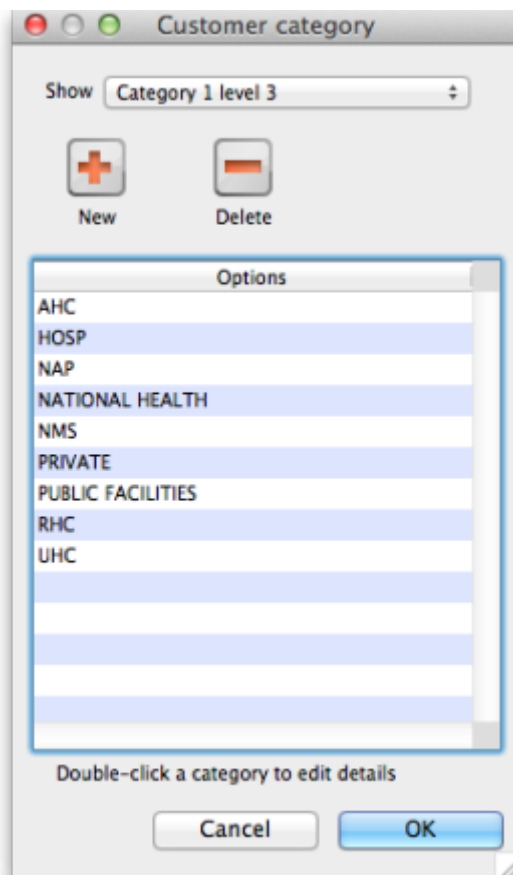 Customer category
Show Category 1 level 3
New Delete
Options
AHC
HOSP
NAP
NATIONAL HEALTH
NMS
PRIVATE
PUBLIC FACILITIES
RHC
UHC
Double-click a category to edit details
Cancel OK